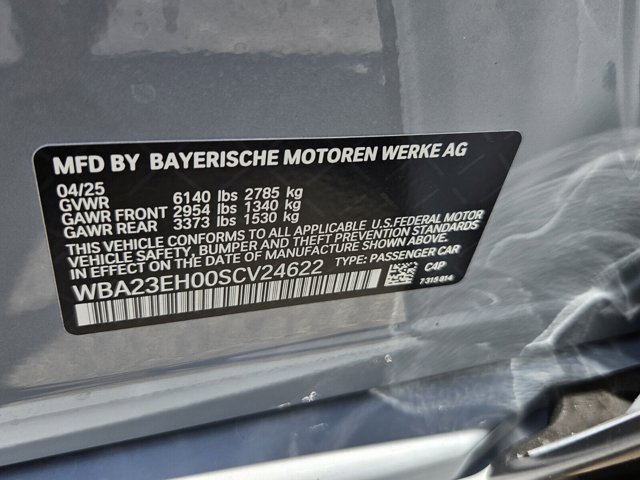 MFD BY BAYERISCHE MOTOREN WERKE AG
04/25
GVWR 6140 lbs 2785 kg
GAWR FRONT 2954 lbs 1340 kg
GAWR REAR 3373 lbs 1530 kg
THIS VEHICLE CONFORMS TO ALL APPLICABLE U.S.FEDERAL MOTOR
VEHICLE SAFETY, BUMPER AND THEFT PREVENTION STANDARDS
IN EFFECT ON THE DATE OF MANUFACTURE SHOWN ABOVE.
WBA23EH00SCV24622 TYPE: PASSENGER CAR
C4P
7319814